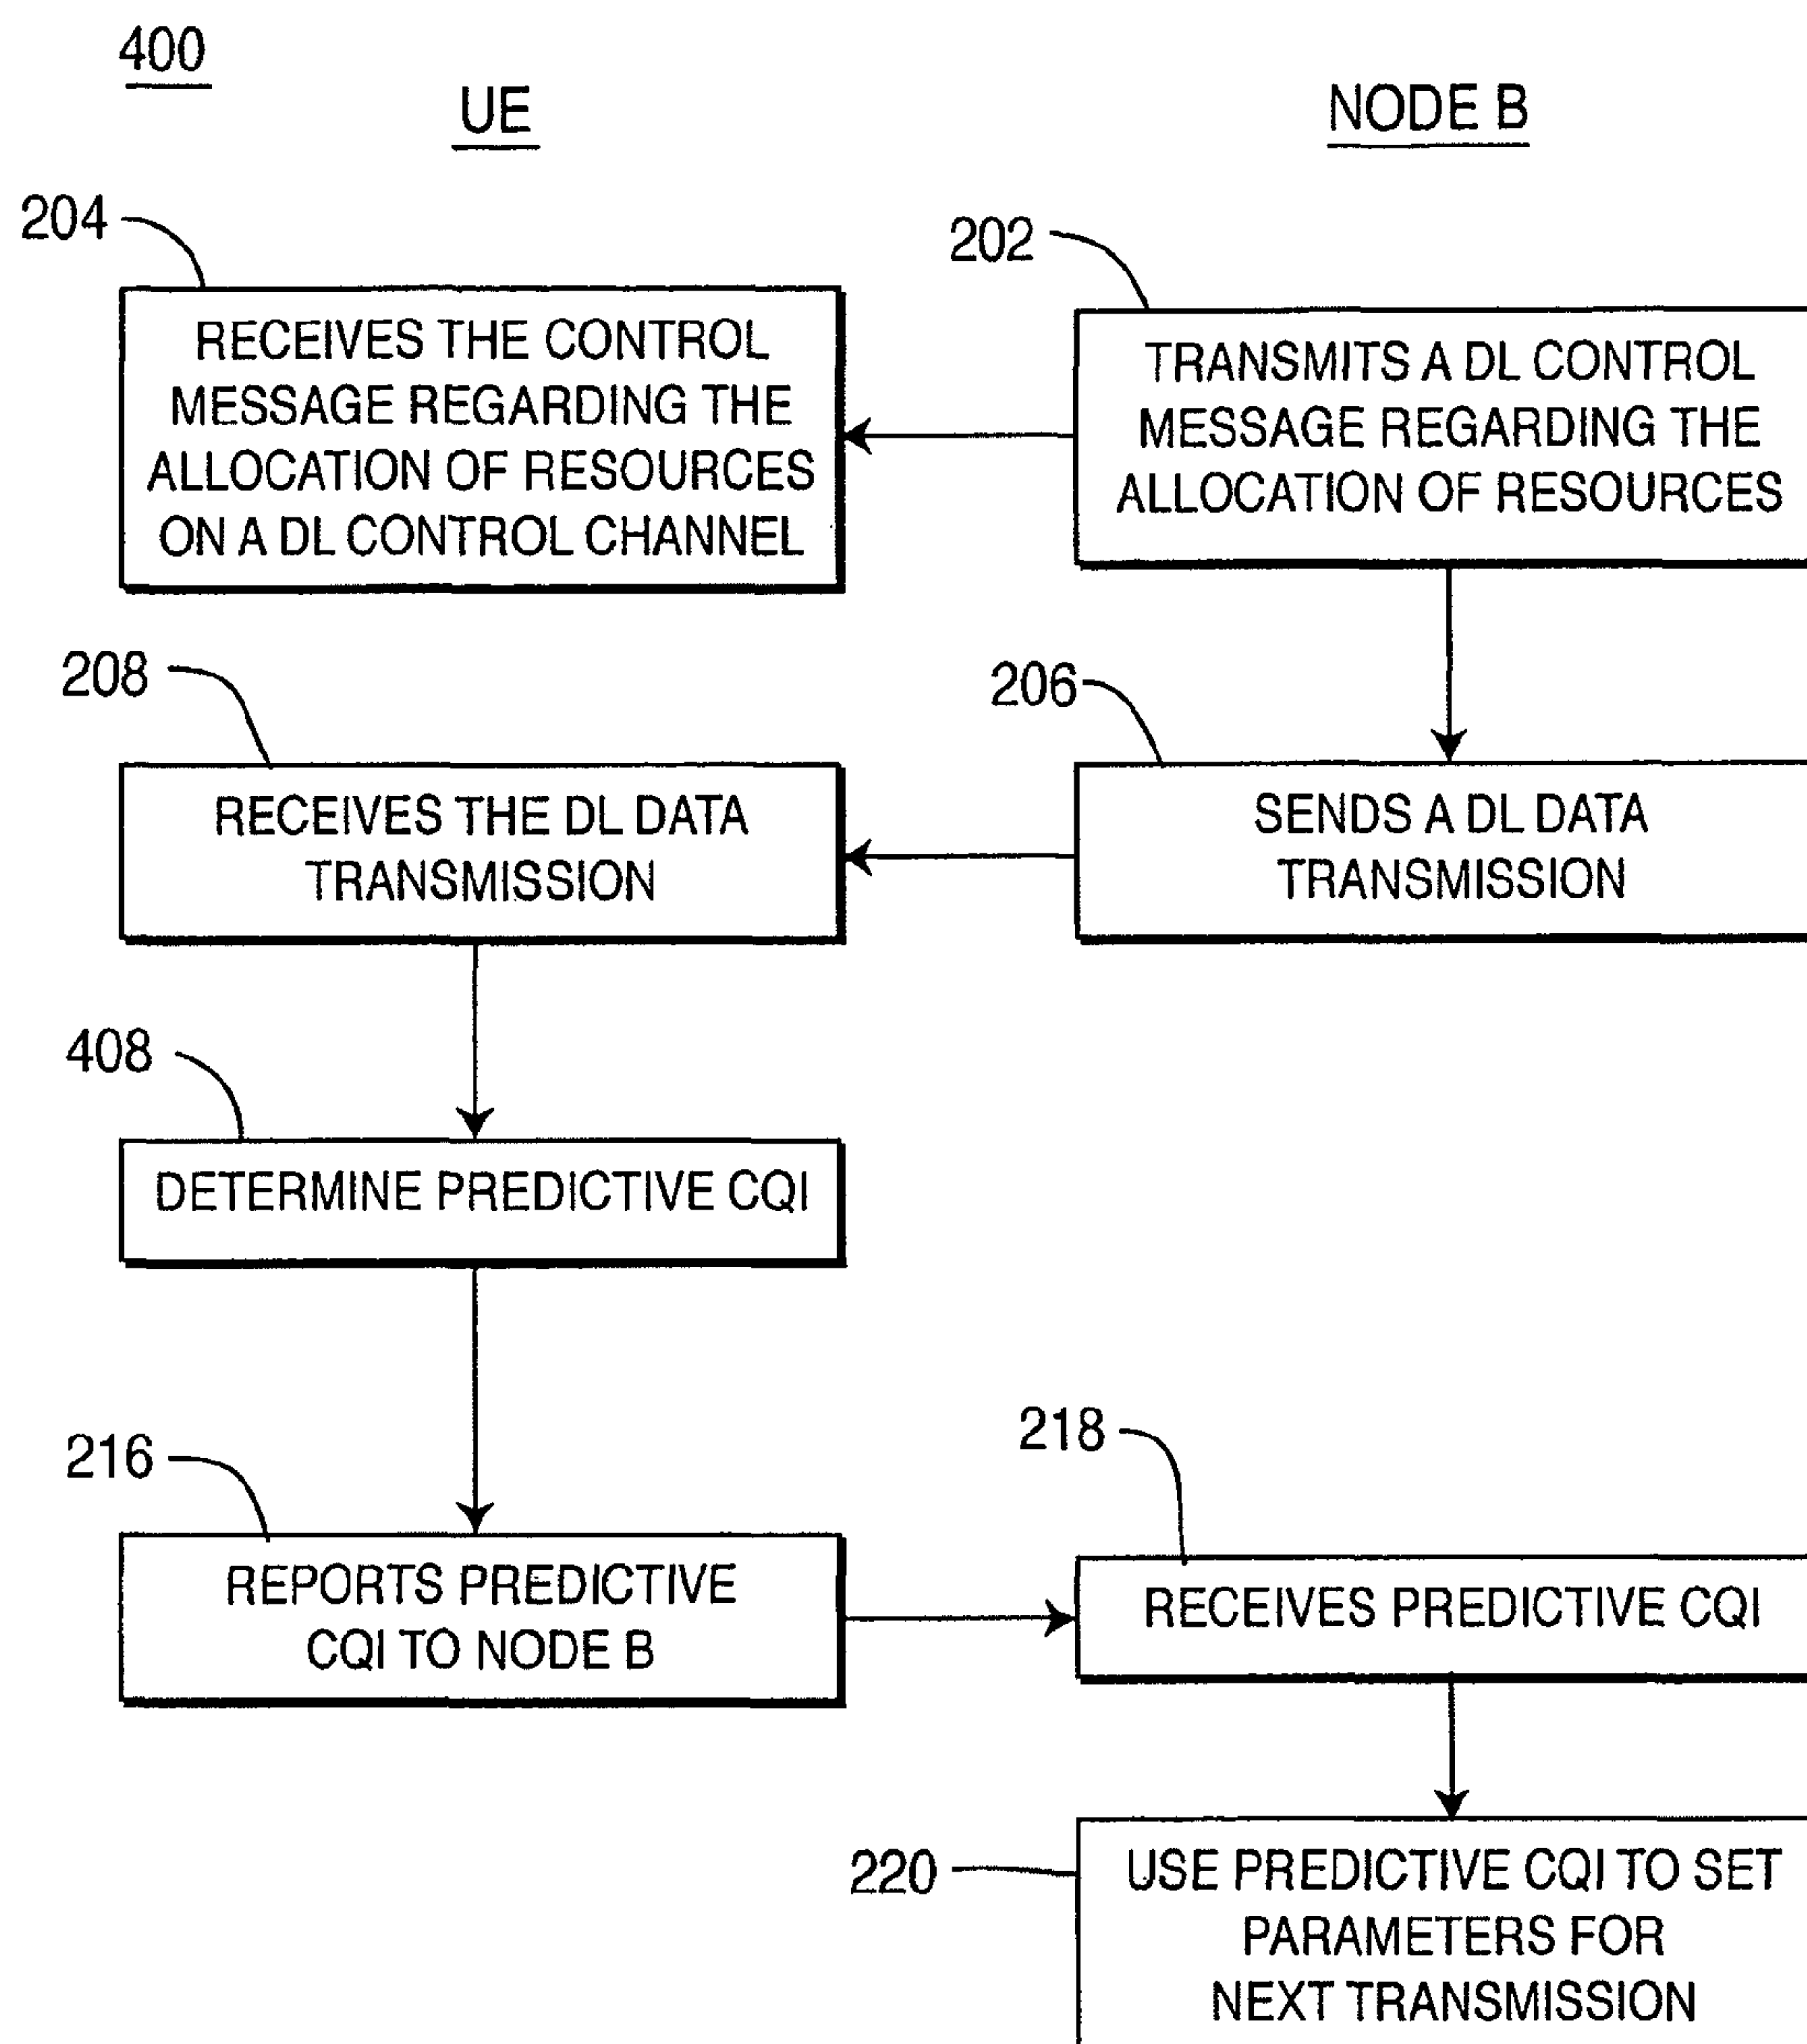 400
UE
NODE B
204
202
RECEIVES THE CONTROL
MESSAGE REGARDING THE
ALLOCATION OF RESOURCES
ON A DL CONTROL CHANNEL
TRANSMITS A DL CONTROL
MESSAGE REGARDING THE
ALLOCATION OF RESOURCES
208
206
RECEIVES THE DL DATA
TRANSMISSION
SENDS A DL DATA
TRANSMISSION
408
DETERMINE PREDICTIVE CQI
216
218
REPORTS PREDICTIVE
CQI TO NODE B
RECEIVES PREDICTIVE CQI
220
USE PREDICTIVE CQI TO SET
PARAMETERS FOR
NEXT TRANSMISSION